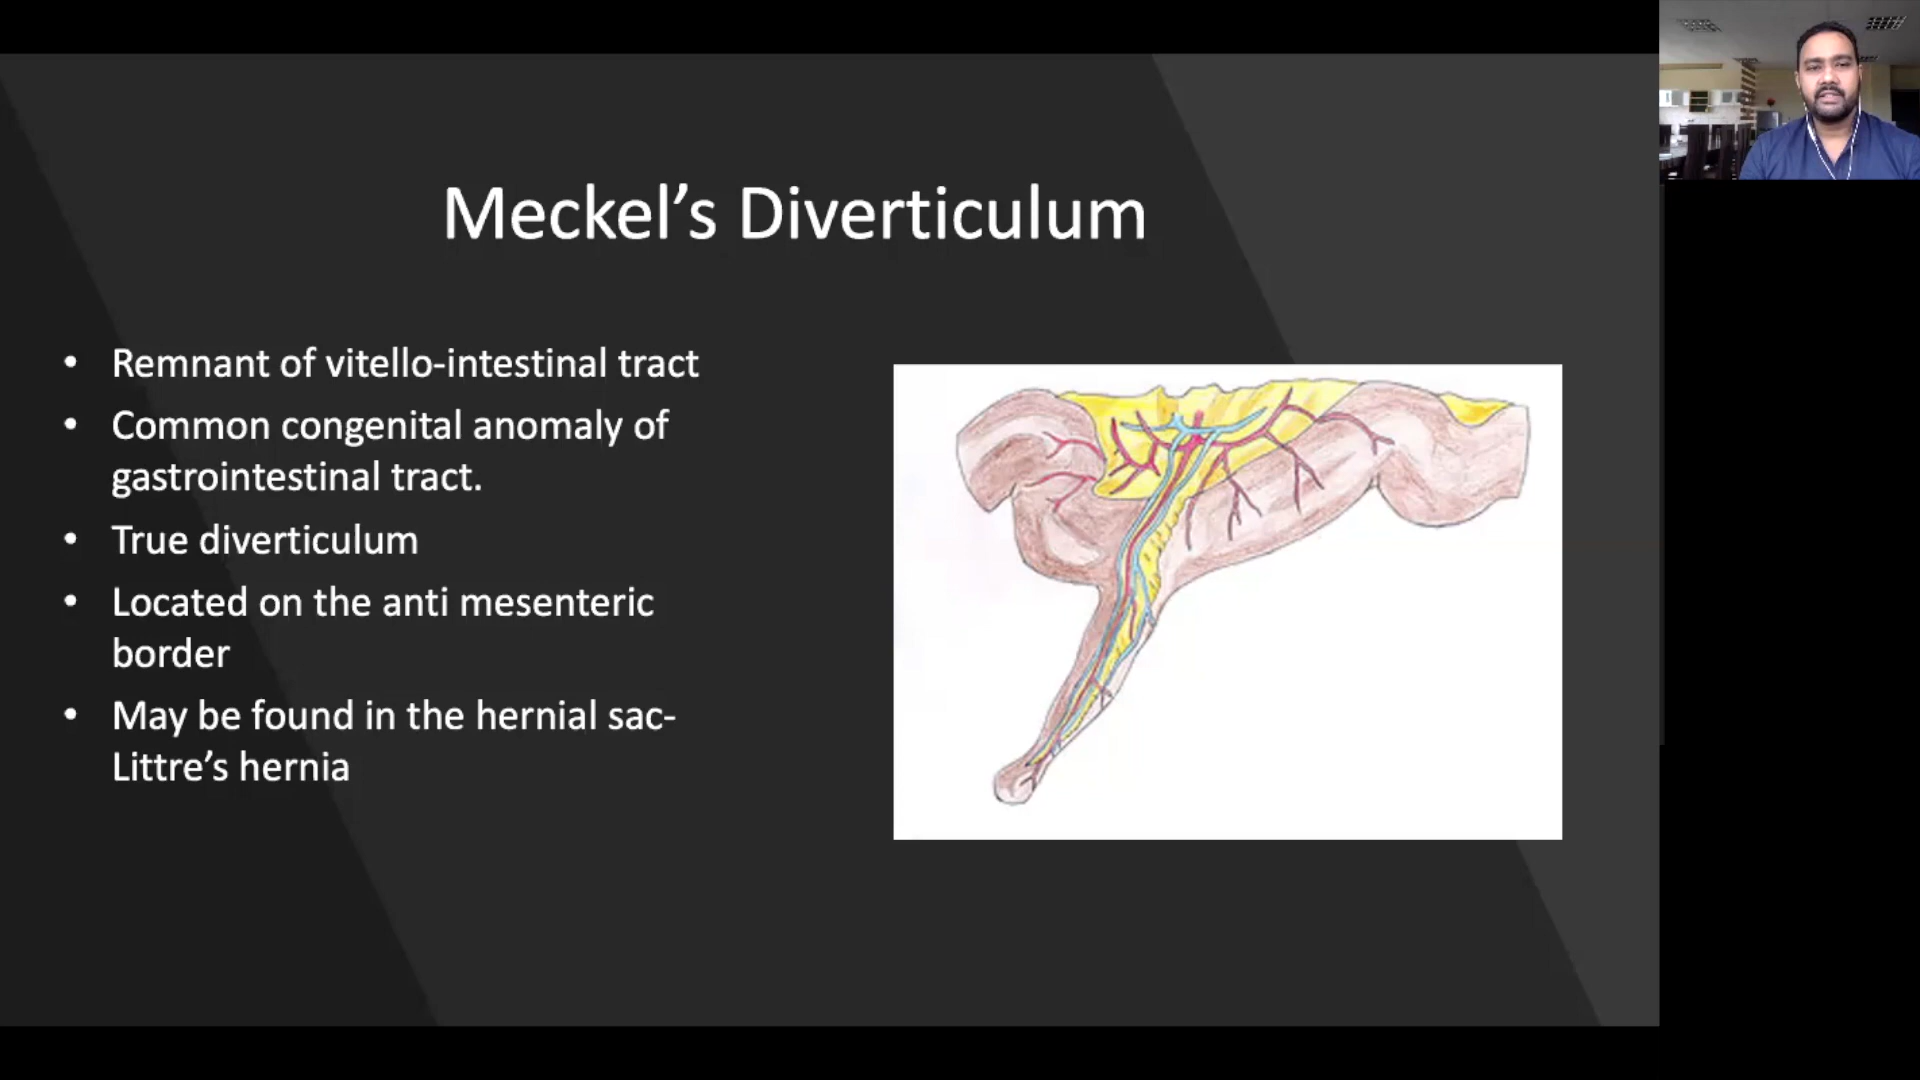 Meckel’s Diverticulum
• Remnant of vitello-intestinal tract
• Common congenital anomaly of
gastrointestinal tract.
• True diverticulum
• Located on the anti mesenteric
border
• May be found in the hernial sac-
Littre’s hernia